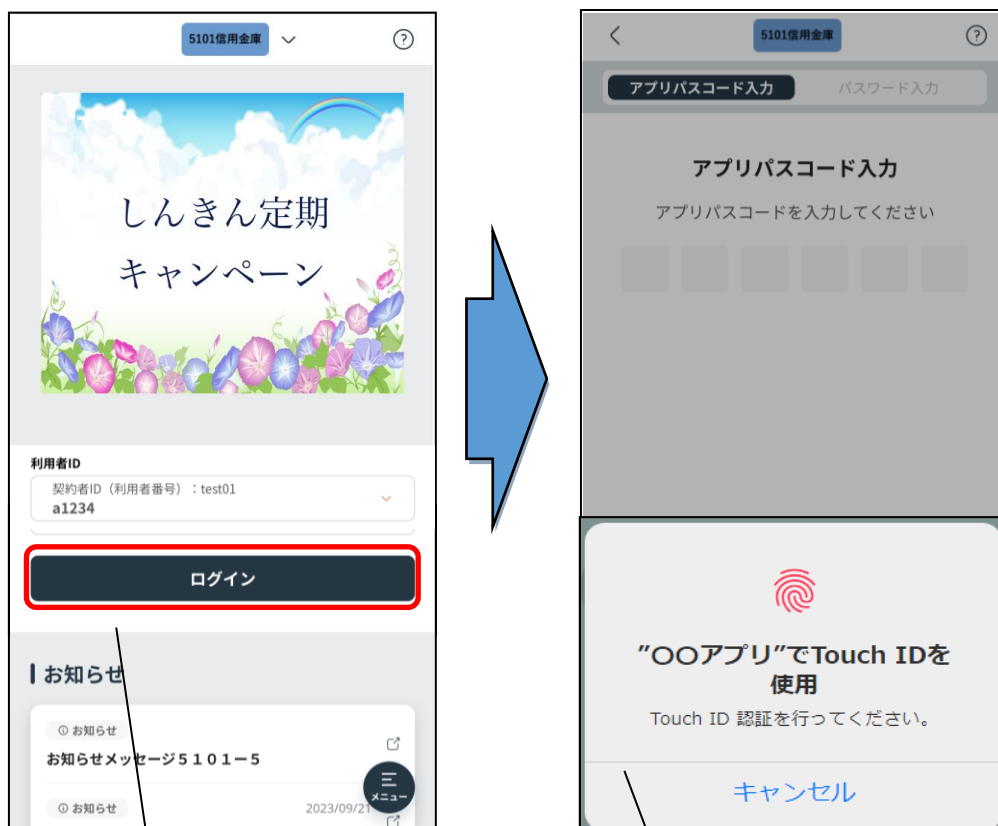 5101信用金庫
しんきん定期
キャンペーン
利用者ID
契約者ID（利用者番号）：test01
a1234
ログイン
お知らせ
お知らせ
お知らせメッセージ５１０１ー５
メニュー
お知らせ
2023/09/21
5101信用金庫
アプリパスコード入力
パスワード入力
アプリパスコード入力
アプリパスコードを入力してください
”〇〇アプリ”でTouch IDを
使用
Touch ID 認証を行ってください。
キャンセル